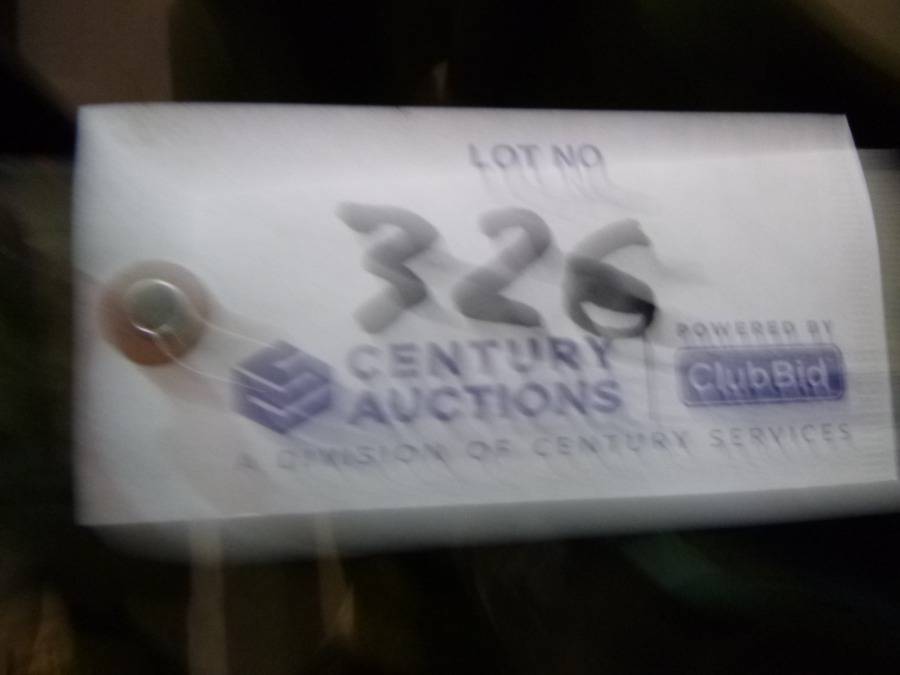 LOT NO
326
CENTURY
AUCTIONS
A DIVISION OF CENTURY SERVICES
POWERED BY
ClubBid